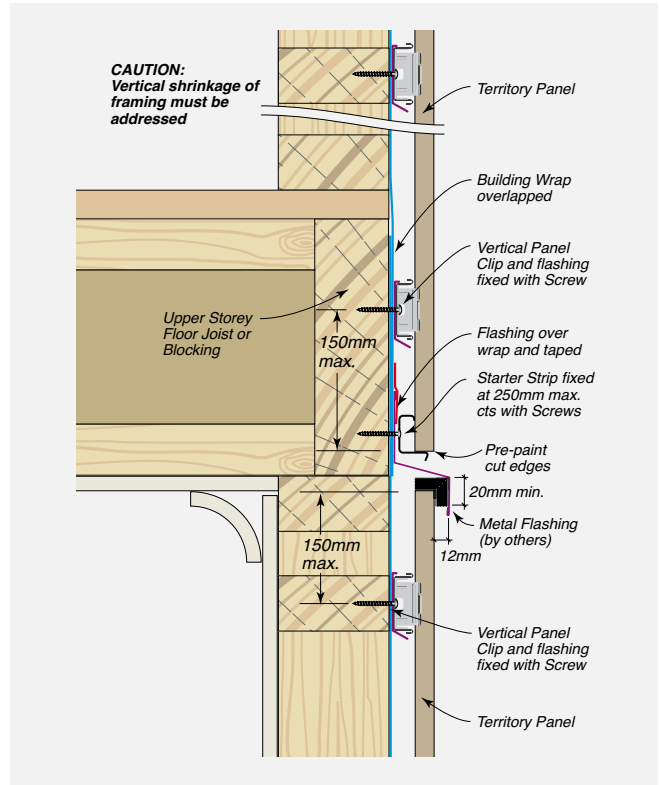 CAUTION:
Vertical shrinkage of
framing must be
addressed
Territory Panel
Building Wrap
overlapped
Vertical Panel
Clip and flashing
fixed with Screw
Upper Storey
Floor Joist or
Blocking
150mm
max.
Flashing over
wrap and taped
Starter Strip fixed
at 250mm max.
cts with Screws
Pre-paint
cut edges
20mm min.
Metal Flashing
(by others)
12mm
150mm
max.
Vertical Panel
Clip and flashing
fixed with Screw
Territory Panel